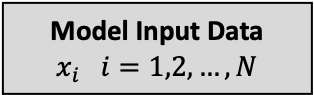 Model Input Data
xᵢ i = 1,2, …, N